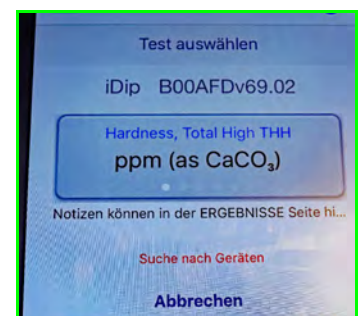 Test auswählen
iDip B00AFDv69.02
Hardness, Total High THH
ppm (as CaCO₃)
Notizen können in der ERGEBNISSE Seite hi...
Suche nach Geräten
Abbrechen